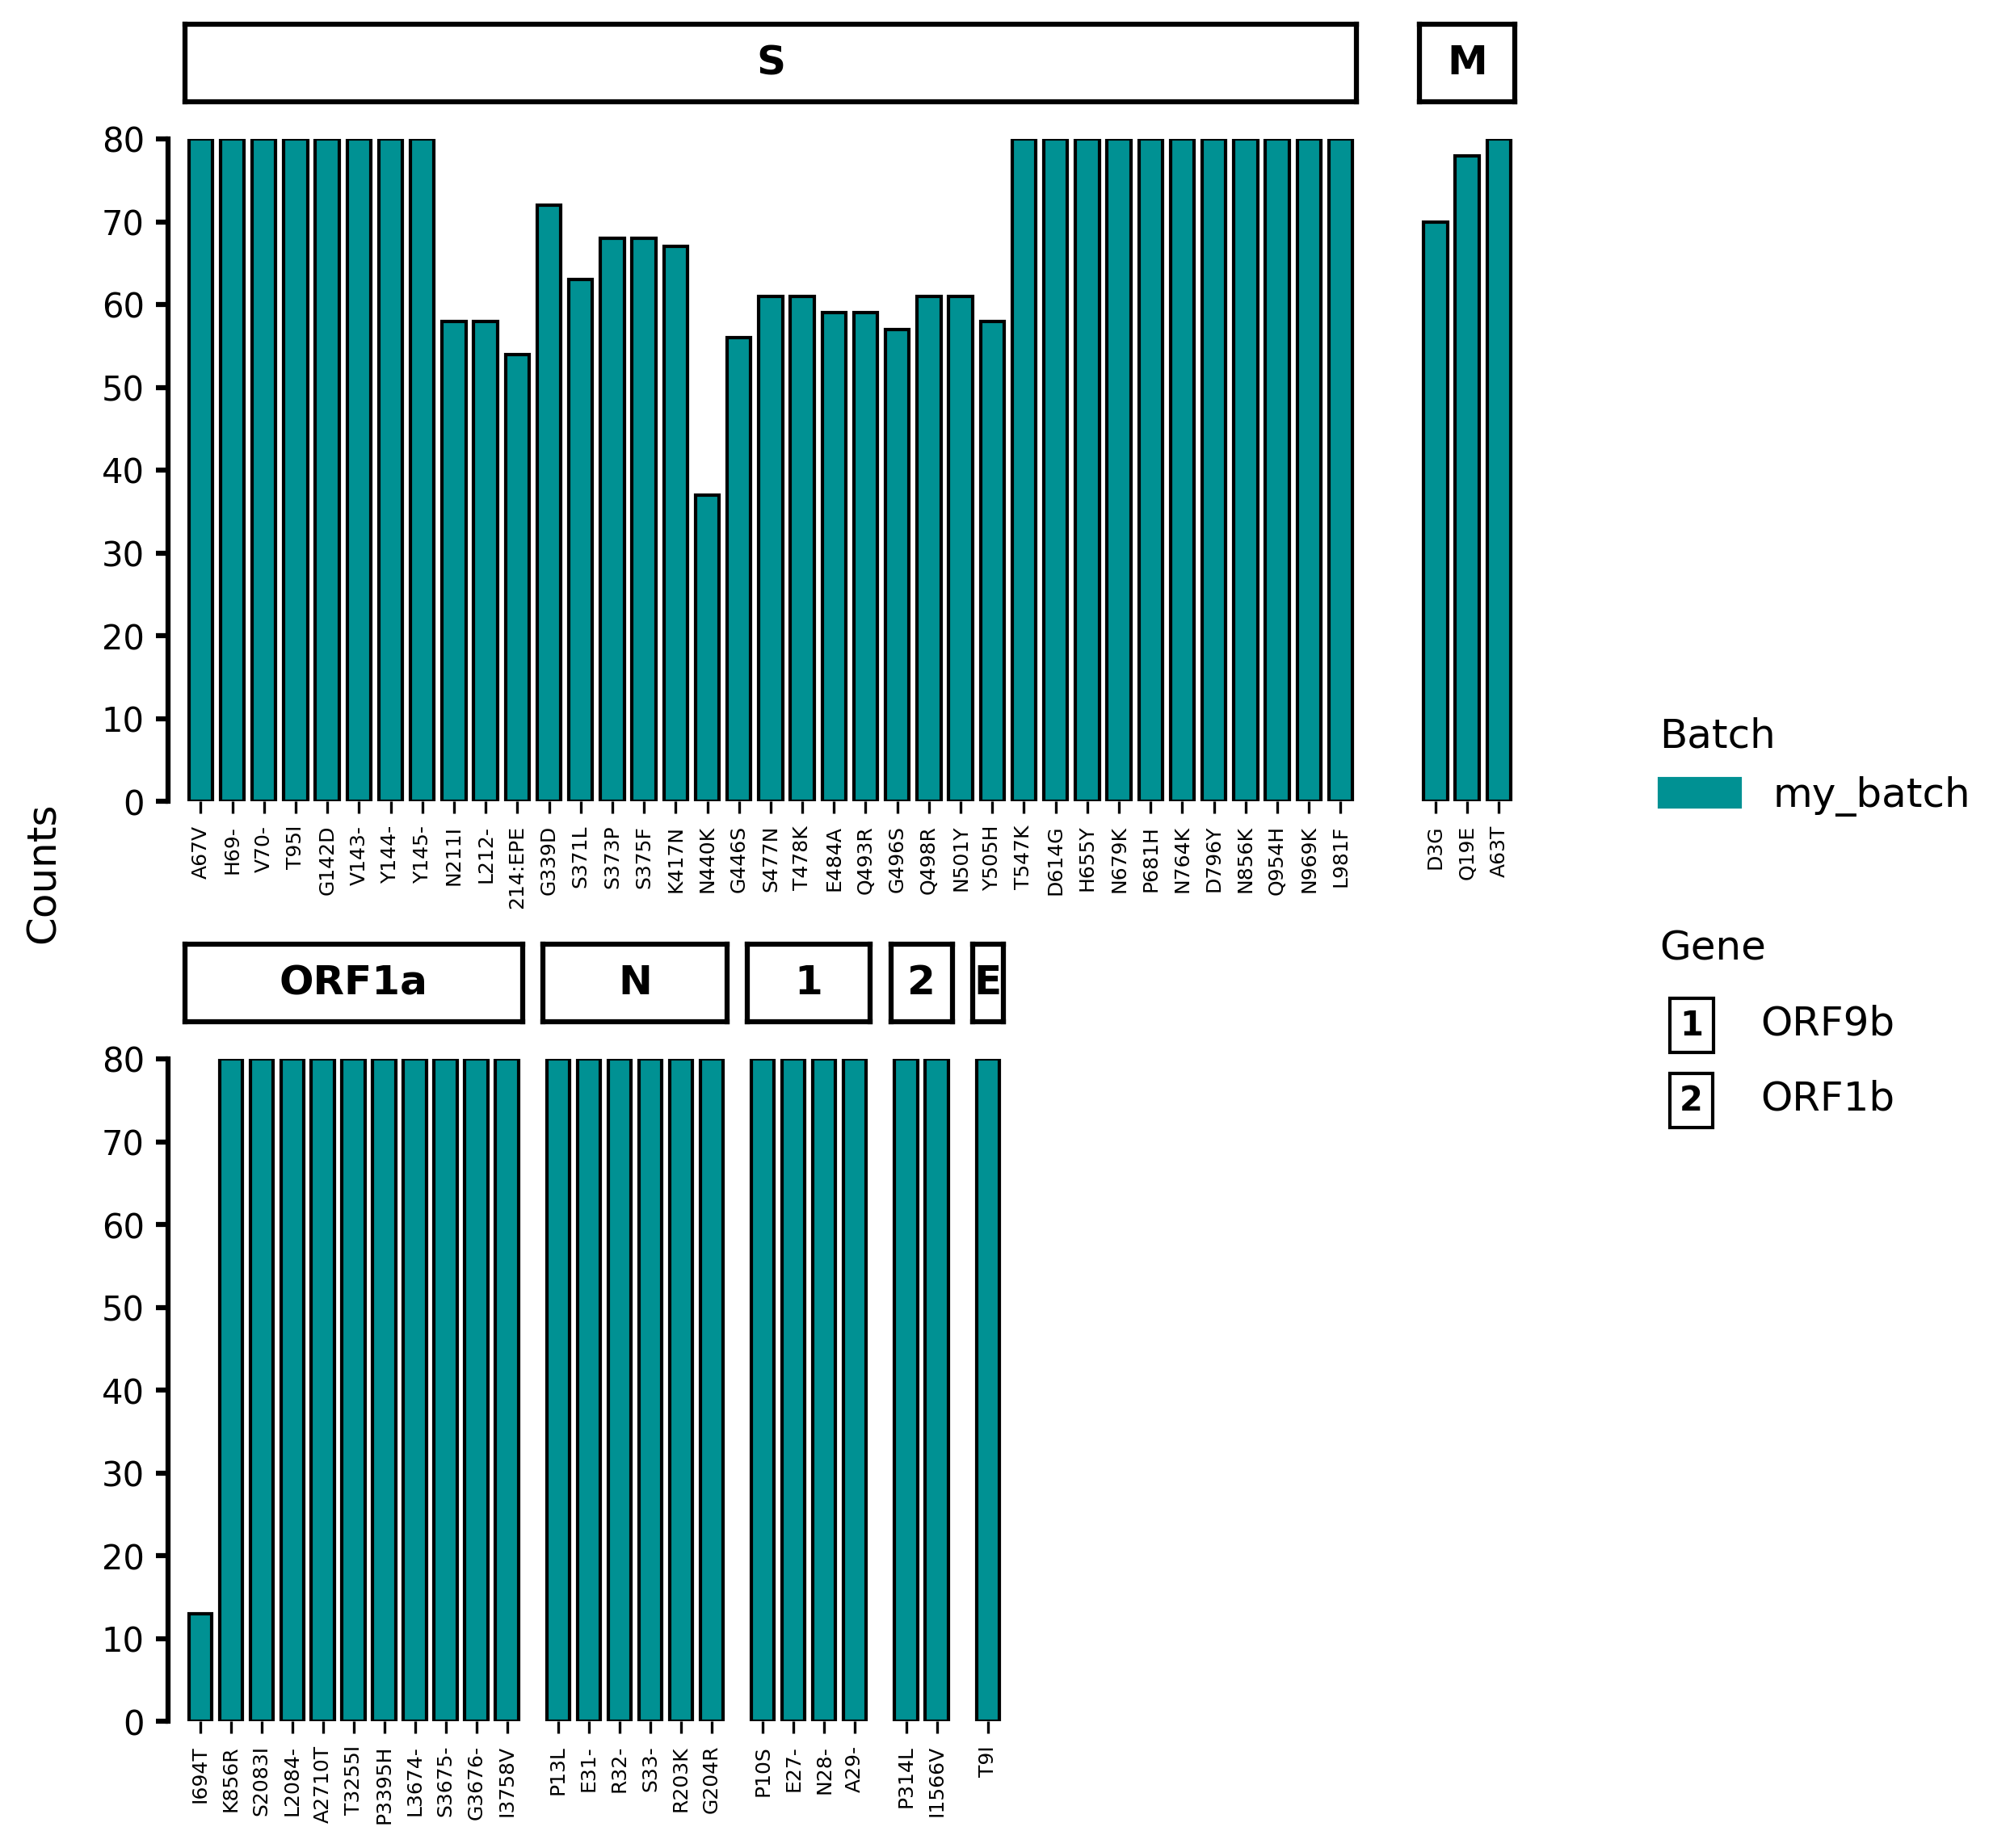 S M
80
70
60
50
40
30
20
10
0
A67V H69- V70- T95I G142D V143- Y144- Y145- N211I L212- 214:EPE G339D S371L S373P S375F K417N N440K G446S S477N T478K E484A Q493R G496S Q498R N501Y Y505H T547K D614G H655Y N679K P681H N764K D796Y N856K Q954H N969K L981F D3G Q19E A63T
Counts
ORF1a N 1 2 E
80
70
60
50
40
30
20
10
0
I694T K856R S2083I L2084- A2710T T3255I P3395H L3674- S3675- G3676- I3758V P13L E31- R32- S33- R203K G204R P10S E27- N28- A29- P314L I1566V T9I
Batch
my_batch
Gene
1 ORF9b
2 ORF1b